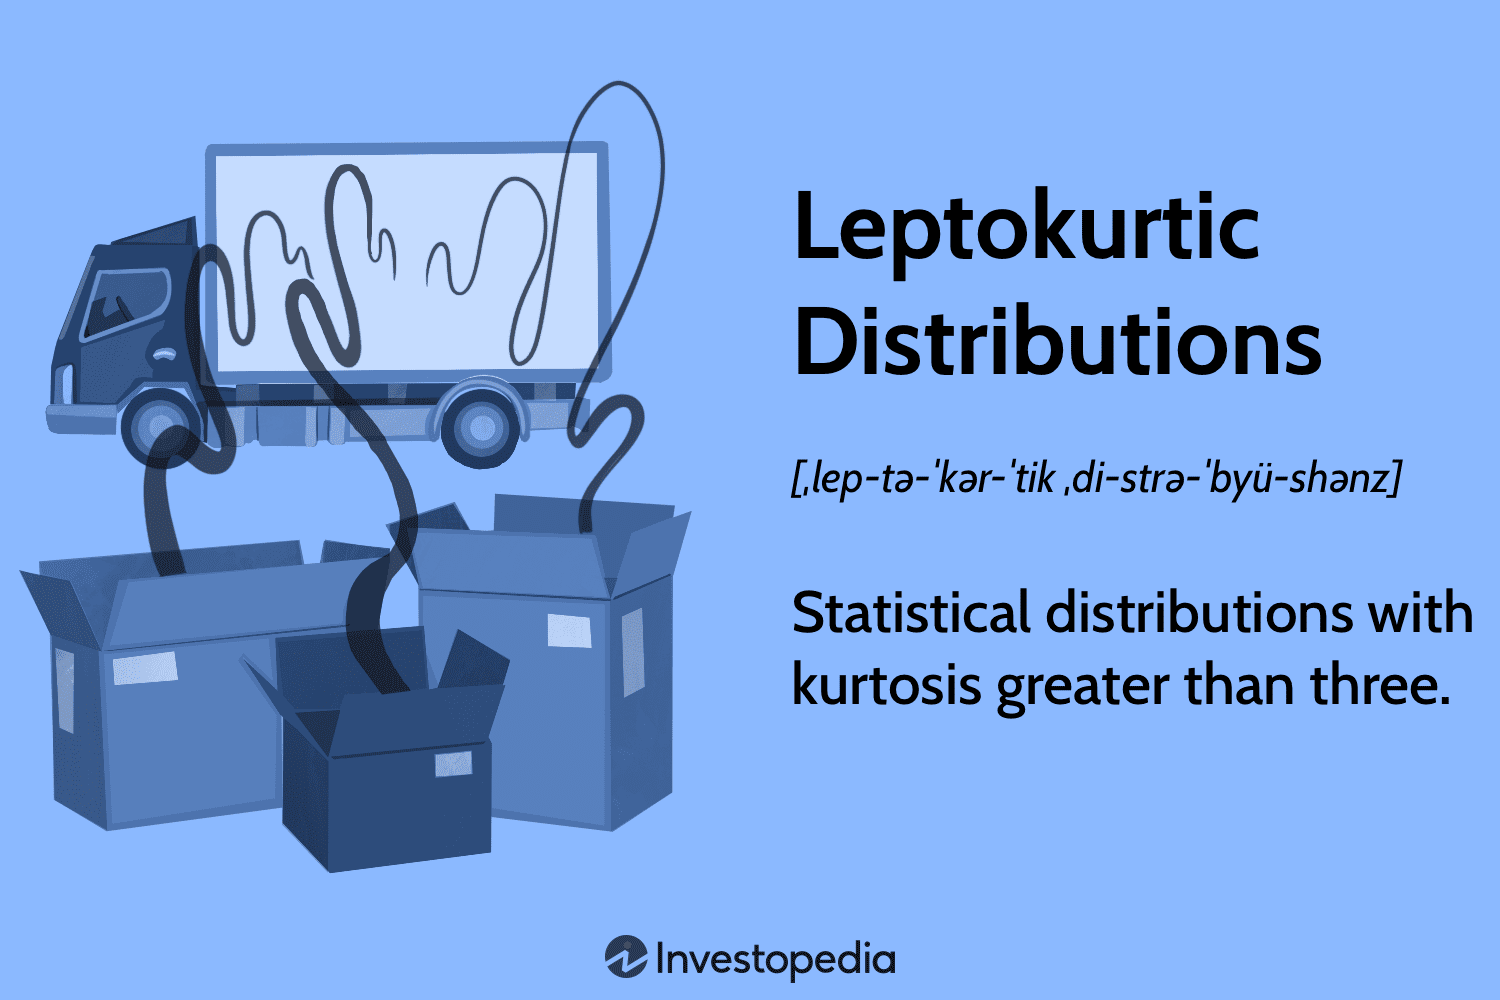 Leptokurtic
Distributions
[ˌlep-tə-ˈkər-ˈtik ˌdi-strə-ˈbyü-shənz]
Statistical distributions with
kurtosis greater than three.
Investopedia